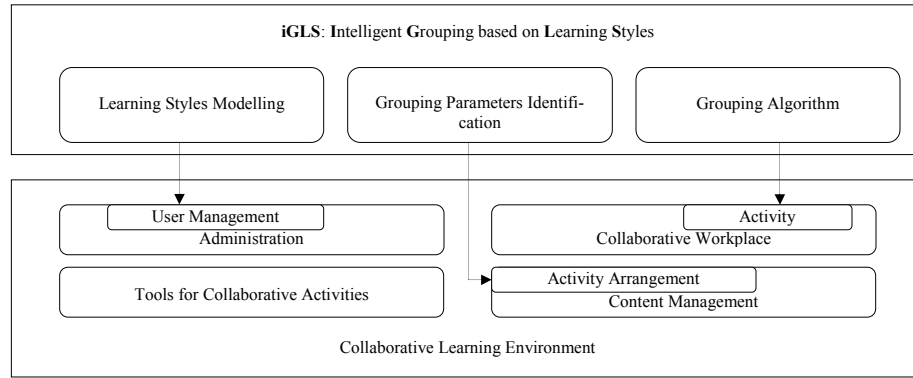 iGLS: Intelligent Grouping based on Learning Styles
Learning Styles Modelling
Grouping Parameters Identifi-
cation
Grouping Algorithm
User Management
Administration
Activity
Collaborative Workplace
Tools for Collaborative Activities
Activity Arrangement
Content Management
Collaborative Learning Environment